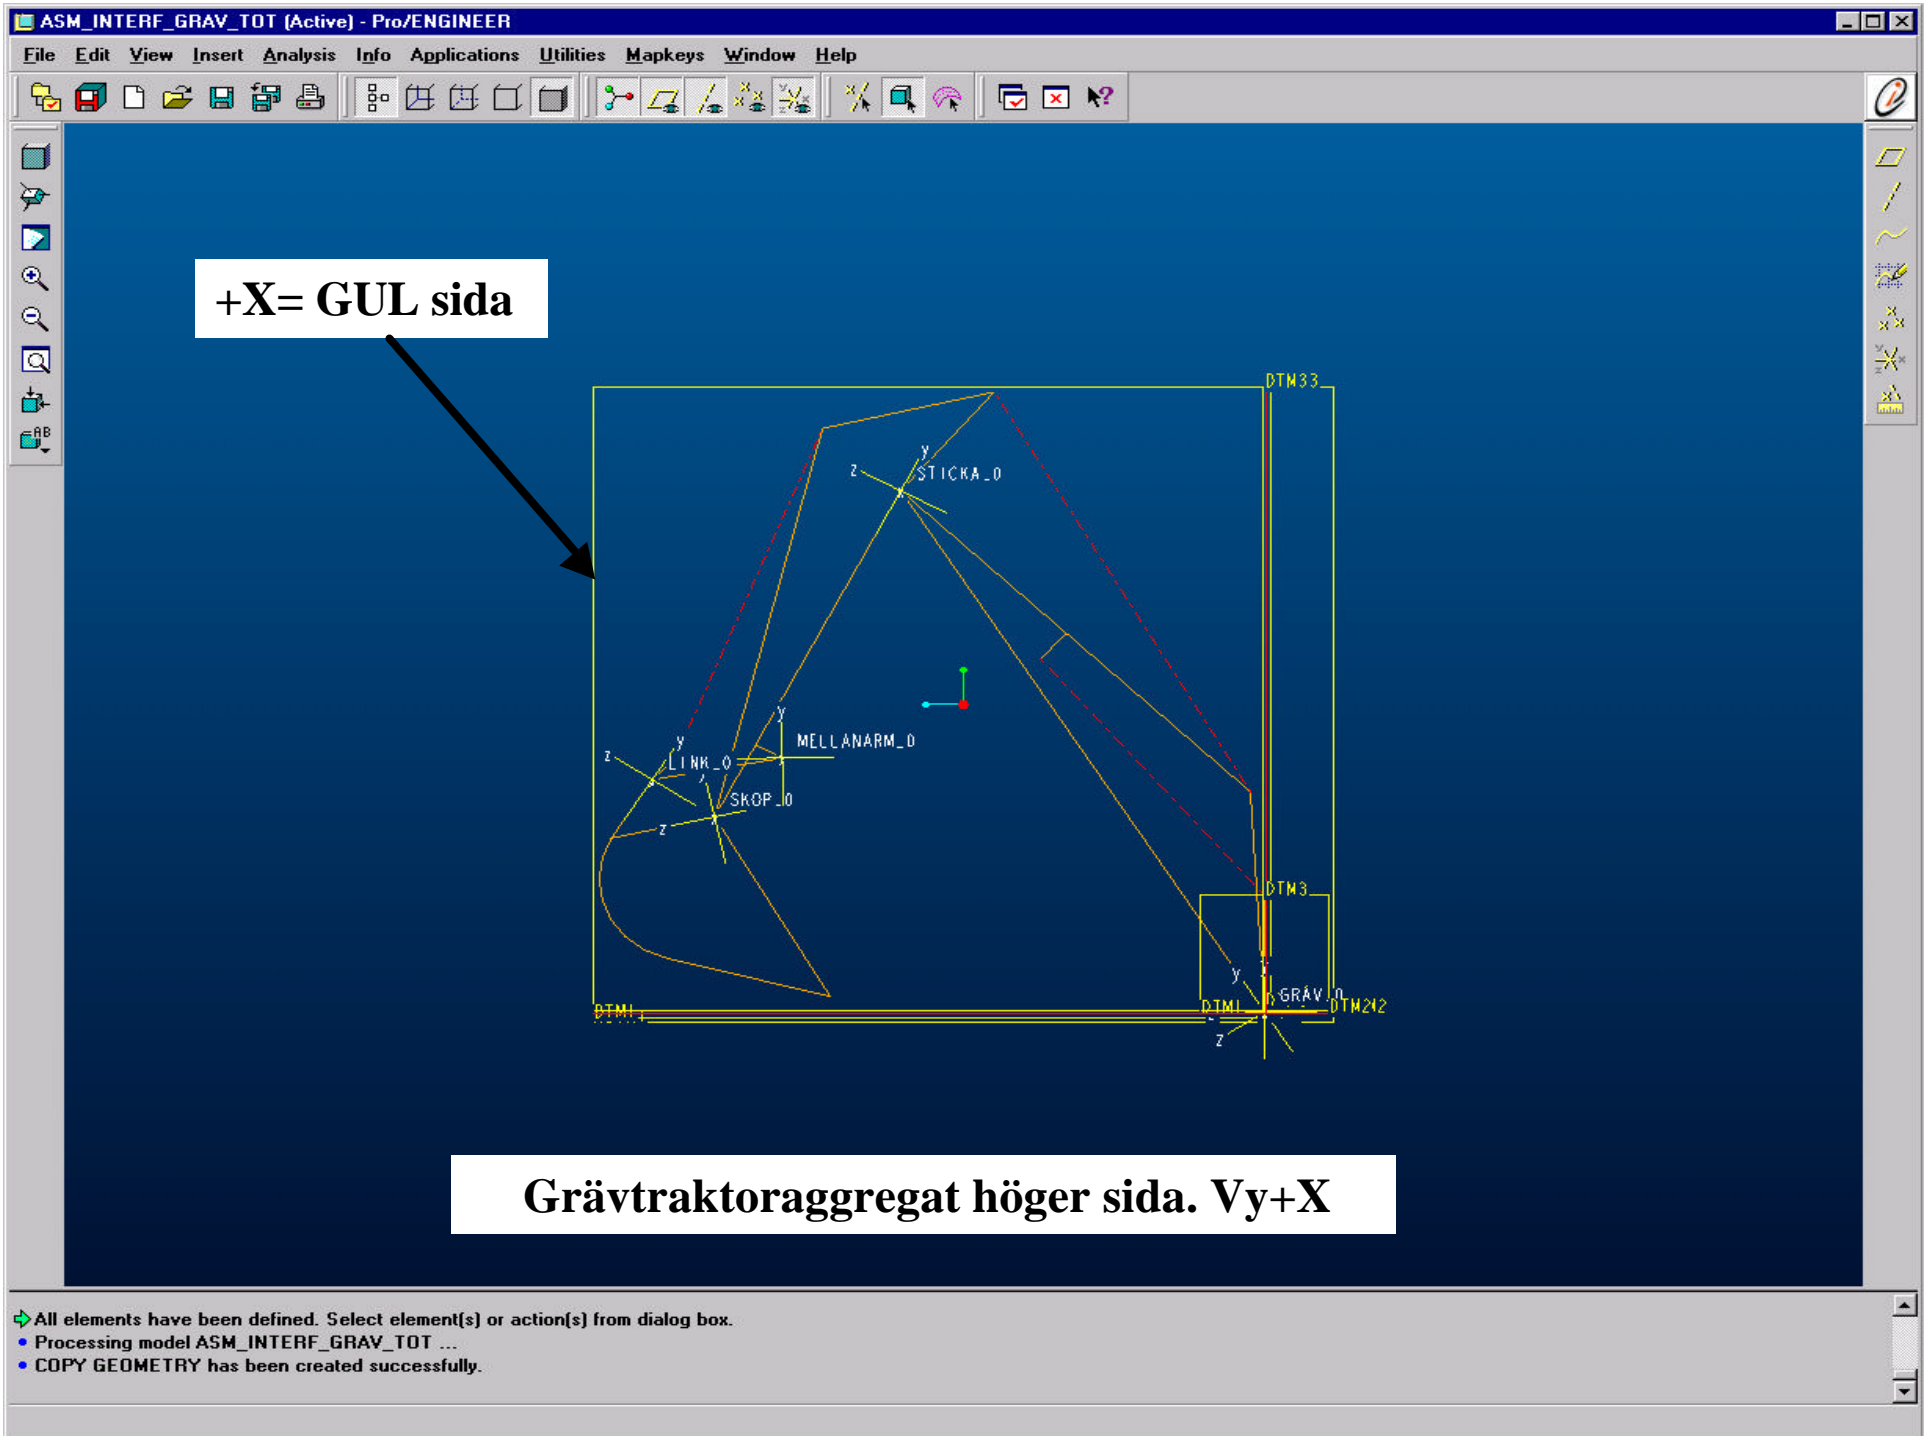 ASM_INTERF_GRAV_TOT (Active) - Pro/ENGINEER
File Edit View Insert Analysis Info Applications Utilities Mapkeys Window Help
+X= GUL sida
DTM33
y
z STICKA_0
y
MELLANARM_0
y
z LINK_0
y
SKOP_0
z
DTM3
y
GRÄV_0
DTM1 DTM1
z
Grävtraktoraggregat höger sida. Vy+X
All elements have been defined. Select element(s) or action(s) from dialog box.
Processing model ASM_INTERF_GRAV_TOT ...
COPY GEOMETRY has been created successfully.